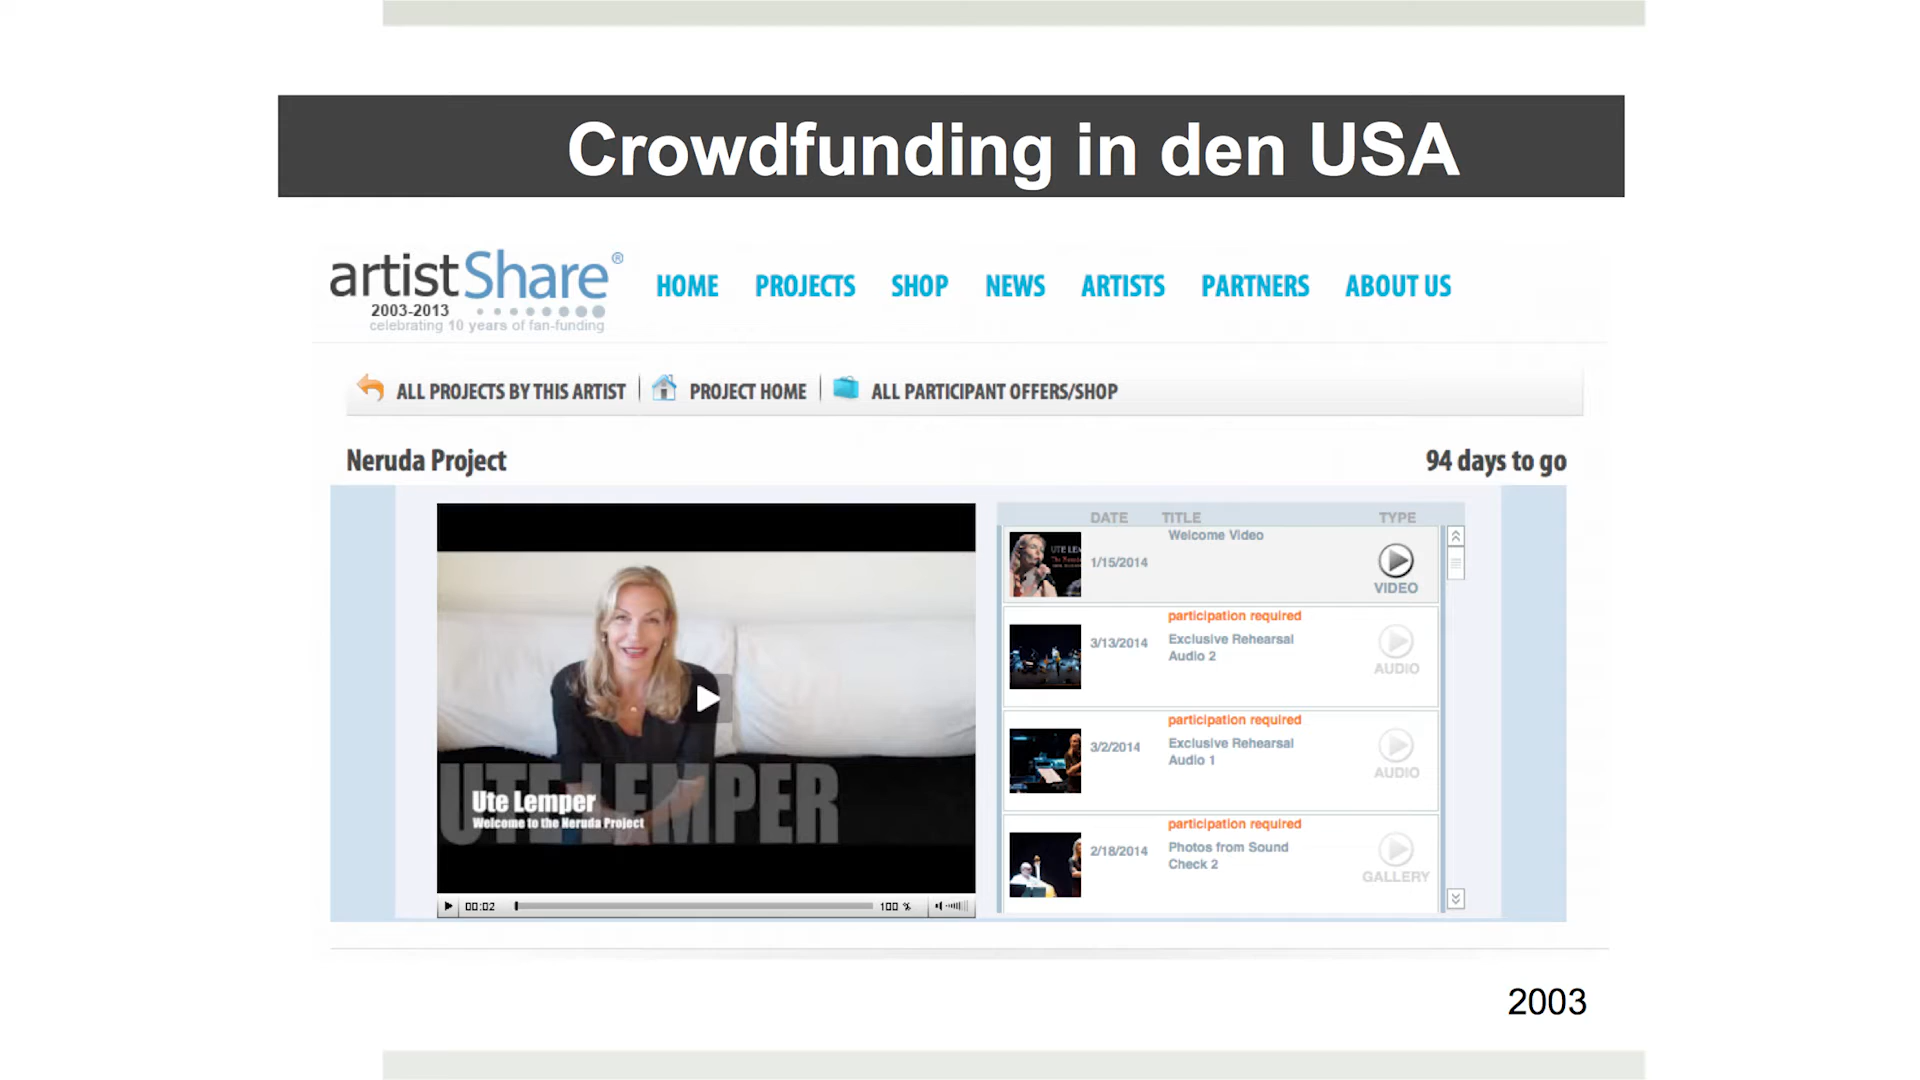 Crowdfunding in den USA
artistShare®
2003-2013
celebrating 10 years of fan-funding
HOME PROJECTS SHOP NEWS ARTISTS PARTNERS ABOUT US
ALL PROJECTS BY THIS ARTIST PROJECT HOME ALL PARTICIPANT OFFERS/SHOP
Neruda Project
94 days to go
UTE LEMPER
Ute Lemper
Welcome to the Neruda Project
00:02 100 %
DATE TITLE TYPE
UTE LE
Welcome Video
1/15/2014
VIDEO
participation required
3/13/2014
Exclusive Rehearsal
Audio 2
AUDIO
participation required
3/2/2014
Exclusive Rehearsal
Audio 1
AUDIO
participation required
2/18/2014
Photos from Sound
Check 2
GALLERY
2003